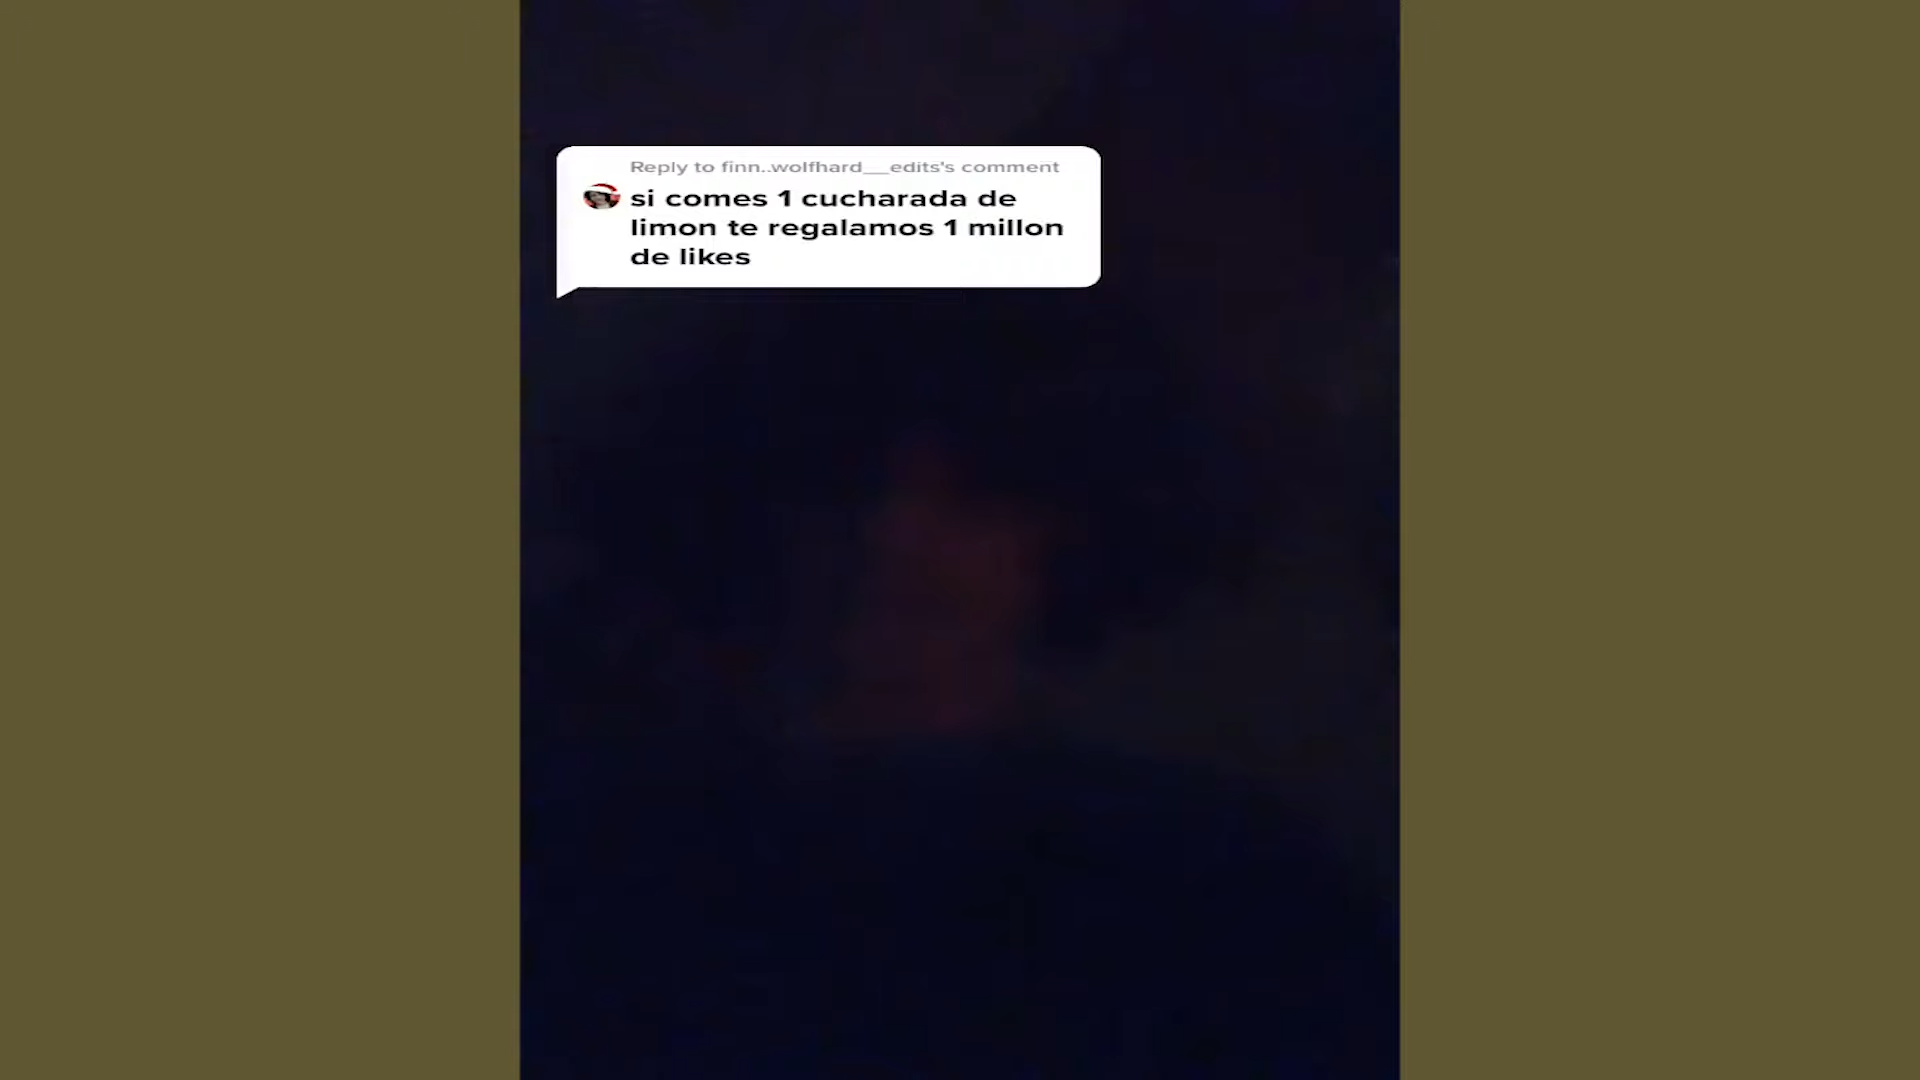 Reply to finn..wolfhard__edits's comment
si comes 1 cucharada de
limon te regalamos 1 millon
de likes